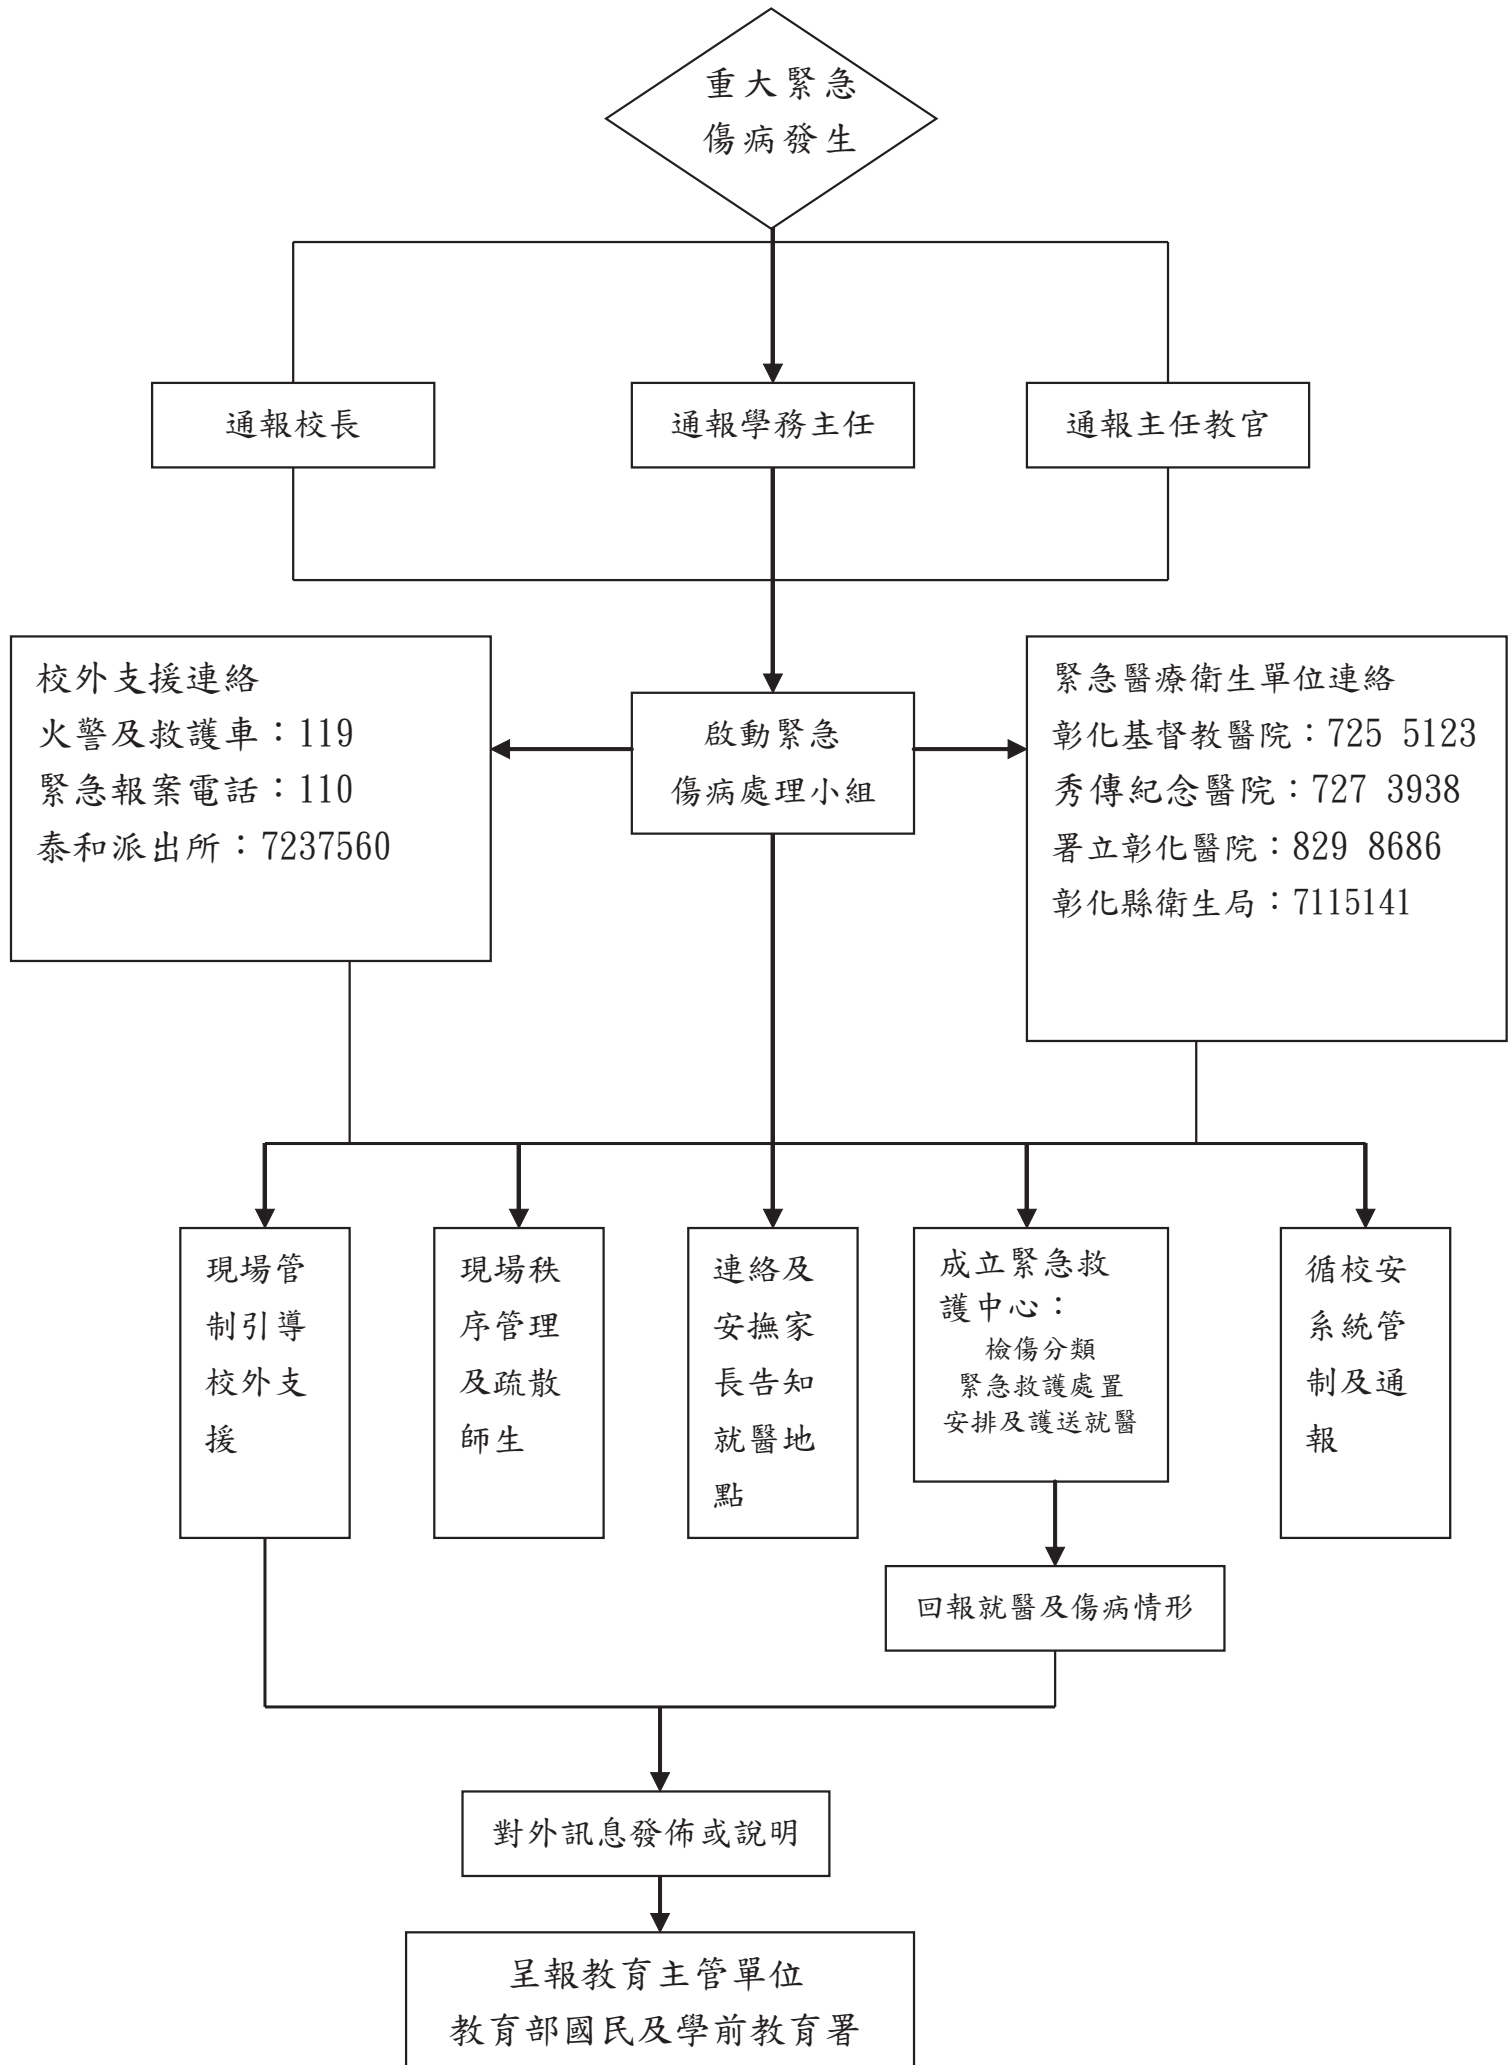 重大緊急
傷病發生
通報校長
通報學務主任
通報主任教官
校外支援連絡
火警及救護車：119
緊急報案電話：110
泰和派出所：7237560
啟動緊急
傷病處理小組
緊急醫療衛生單位連絡
彰化基督教醫院：725 5123
秀傳紀念醫院：727 3938
署立彰化醫院：829 8686
彰化縣衛生局：7115141
現場管
制引導
校外支
援
現場秩
序管理
及疏散
師生
連絡及
安撫家
長告知
就醫地
點
成立緊急救
護中心：
檢傷分類
緊急救護處置
安排及護送就醫
循校安
系統管
制及通
報
回報就醫及傷病情形
對外訊息發佈或說明
呈報教育主管單位
教育部國民及學前教育署